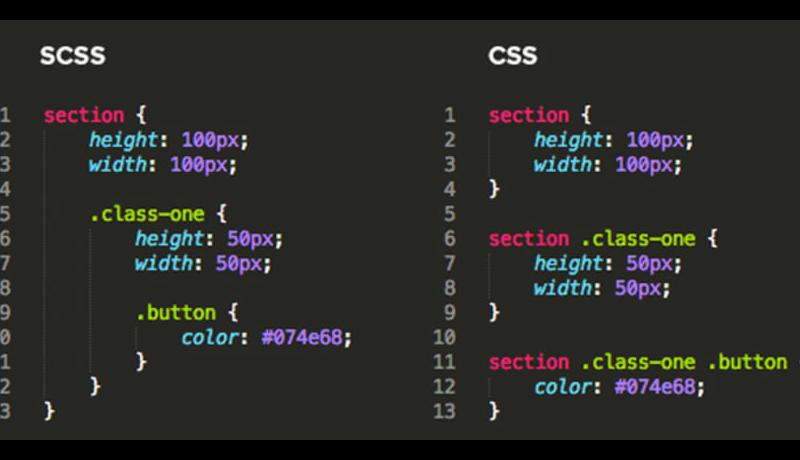 SCSS
1 section {
2 height: 100px;
3 width: 100px;
4
5 .class-one {
6 height: 50px;
7 width: 50px;
8
9 .button {
0 color: #074e68;
1 }
2 }
3 }
CSS
1 section {
2 height: 100px;
3 width: 100px;
4 }
5
6 section .class-one {
7 height: 50px;
8 width: 50px;
9 }
10
11 section .class-one .button
12 color: #074e68;
13 }